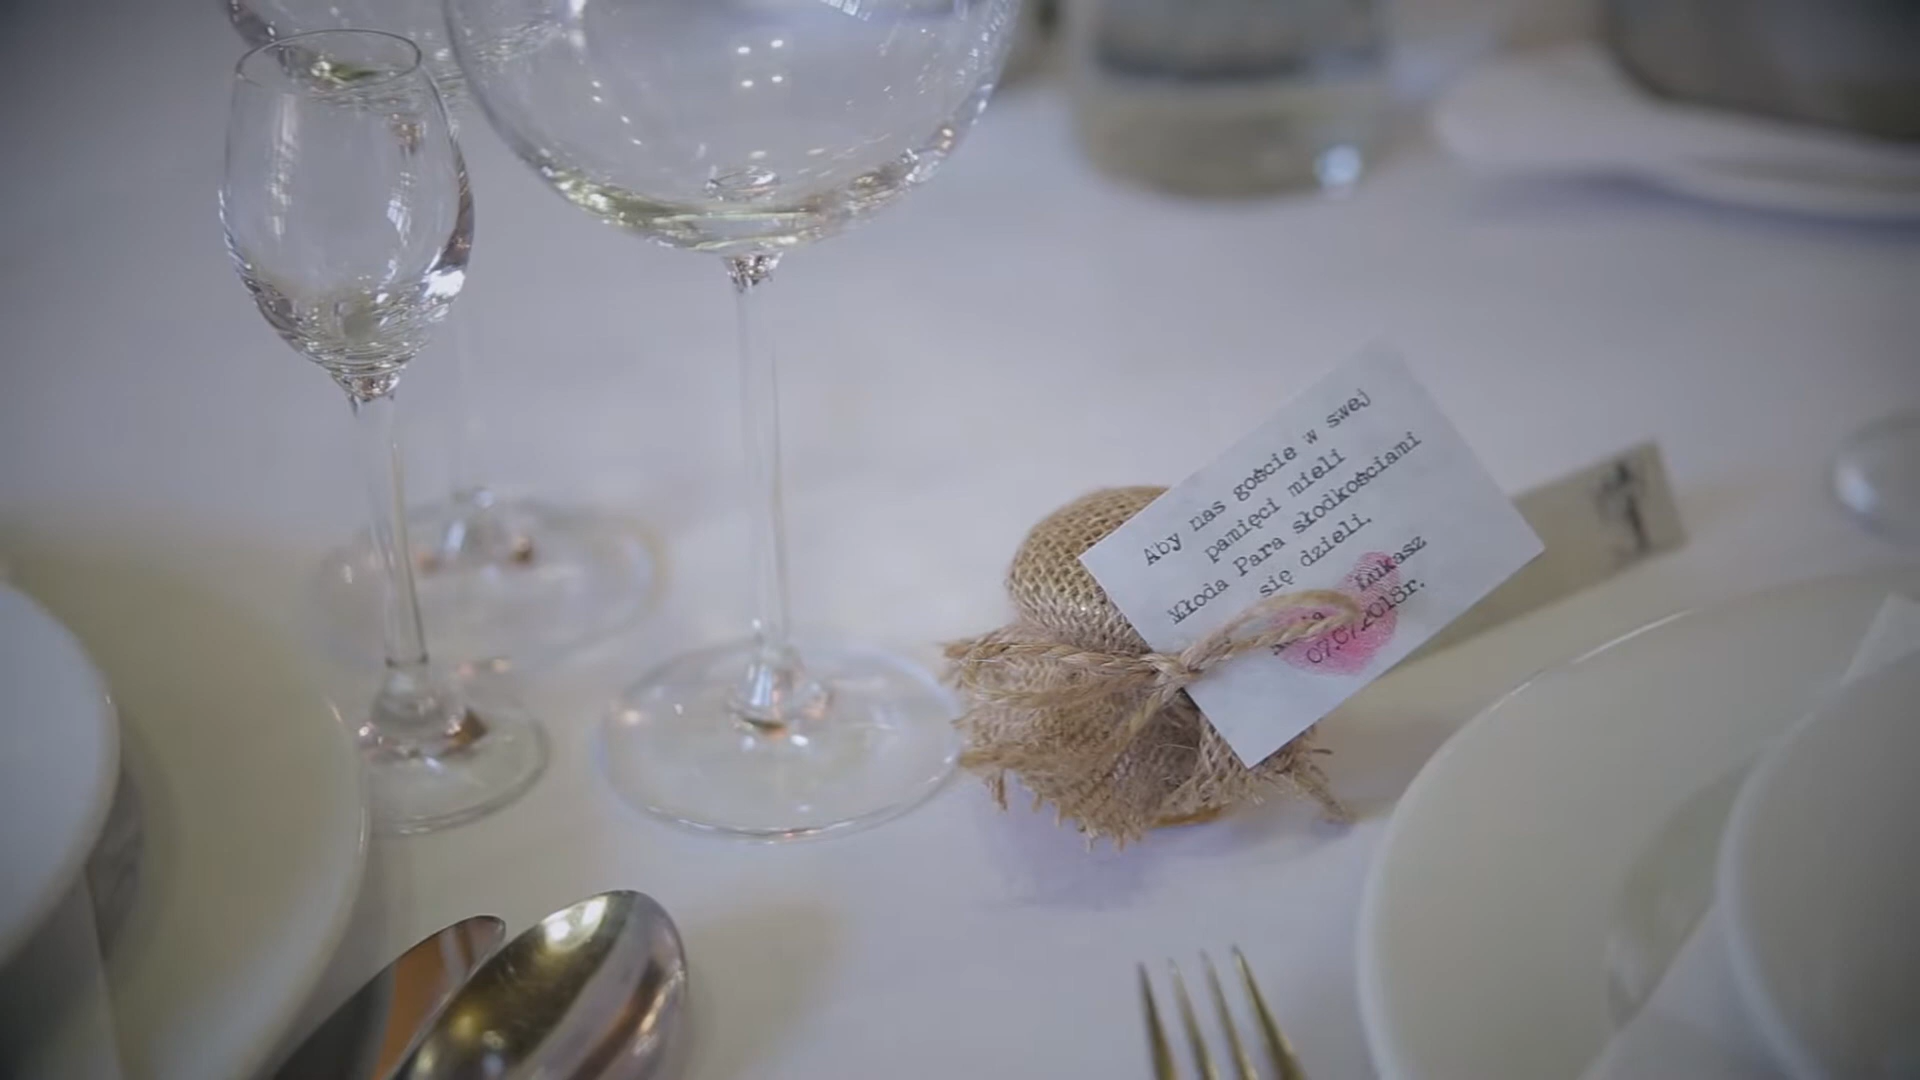 Aby nas goście w swej
pamięci mieli
Młoda Para słodkościami
się dzieli.
Łukasz
07.07.2018r.